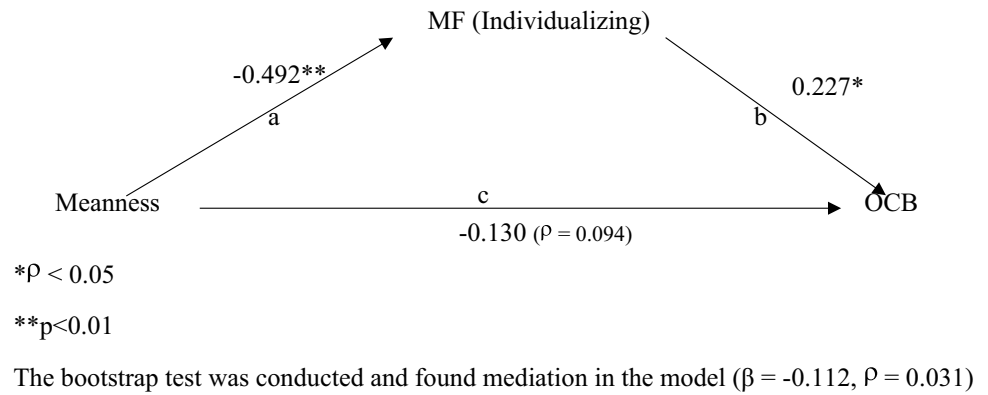 MF (Individualizing)
-0.492**
0.227*
a
b
Meanness
c
OCB
-0.130 (ρ = 0.094)
*ρ < 0.05
**p<0.01
The bootstrap test was conducted and found mediation in the model (β = -0.112, ρ = 0.031)